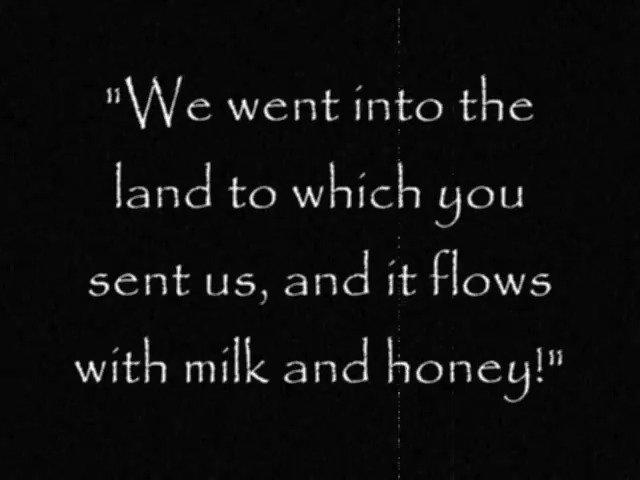 "We went into the
land to which you
sent us, and it flows
with milk and honey!"